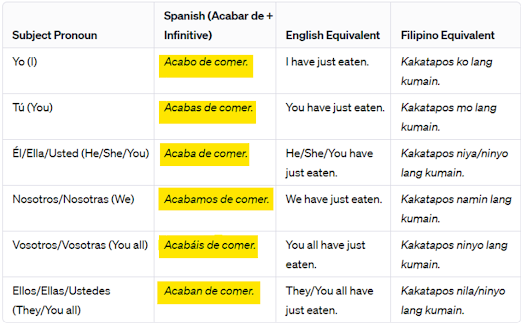 Subject Pronoun	Spanish (Acabar de + Infinitive)	English Equivalent	Filipino Equivalent
Yo (I)	Acabo de comer.	I have just eaten.	Kakatapos ko lang kumain.
Tú (You)	Acabas de comer.	You have just eaten.	Kakatapos mo lang kumain.
Él/Ella/Usted (He/She/You)	Acaba de comer.	He/She/You have just eaten.	Kakatapos niya/ninyo lang kumain.
Nosotros/Nosotras (We)	Acabamos de comer.	We have just eaten.	Kakatapos namin lang kumain.
Vosotros/Vosotras (You all)	Acabáis de comer.	You all have just eaten.	Kakatapos ninyo lang kumain.
Ellos/Ellas/Ustedes (They/You all)	Acaban de comer.	They/You all have just eaten.	Kakatapos nila/ninyo lang kumain.